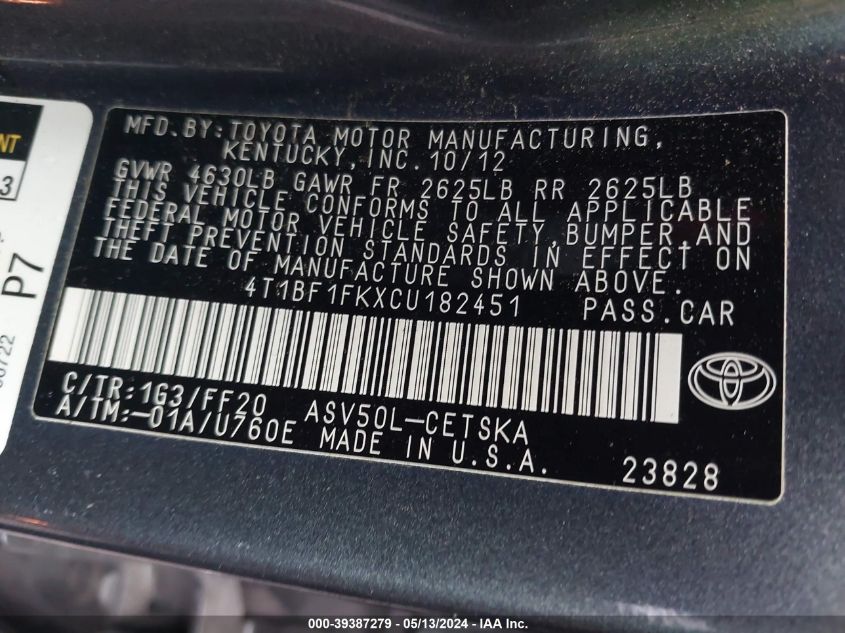 NT
3
P7
MFD.BY:TOYOTA MOTOR MANUFACTURING,
KENTUCKY,INC.10/12
GVWR 4630LB GAWR FR 2625LB RR 2625LB
THIS VEHICLE CONFORMS TO ALL APPLICABLE
FEDERAL MOTOR VEHICLE SAFETY,BUMPER,AND
THEFT PREVENTION STANDARDS IN EFFECT ON
THE DATE OF MANUFACTURE SHOWN ABOVE.
4T1BF1FKXCU182451 PASS.CAR
C/TR:1G3/FF20 ASV50L-CETSKA
A/TM:-01A/U760E MADE IN U.S.A.
23828
000-39387279 - 05/13/2024 - IAA Inc.